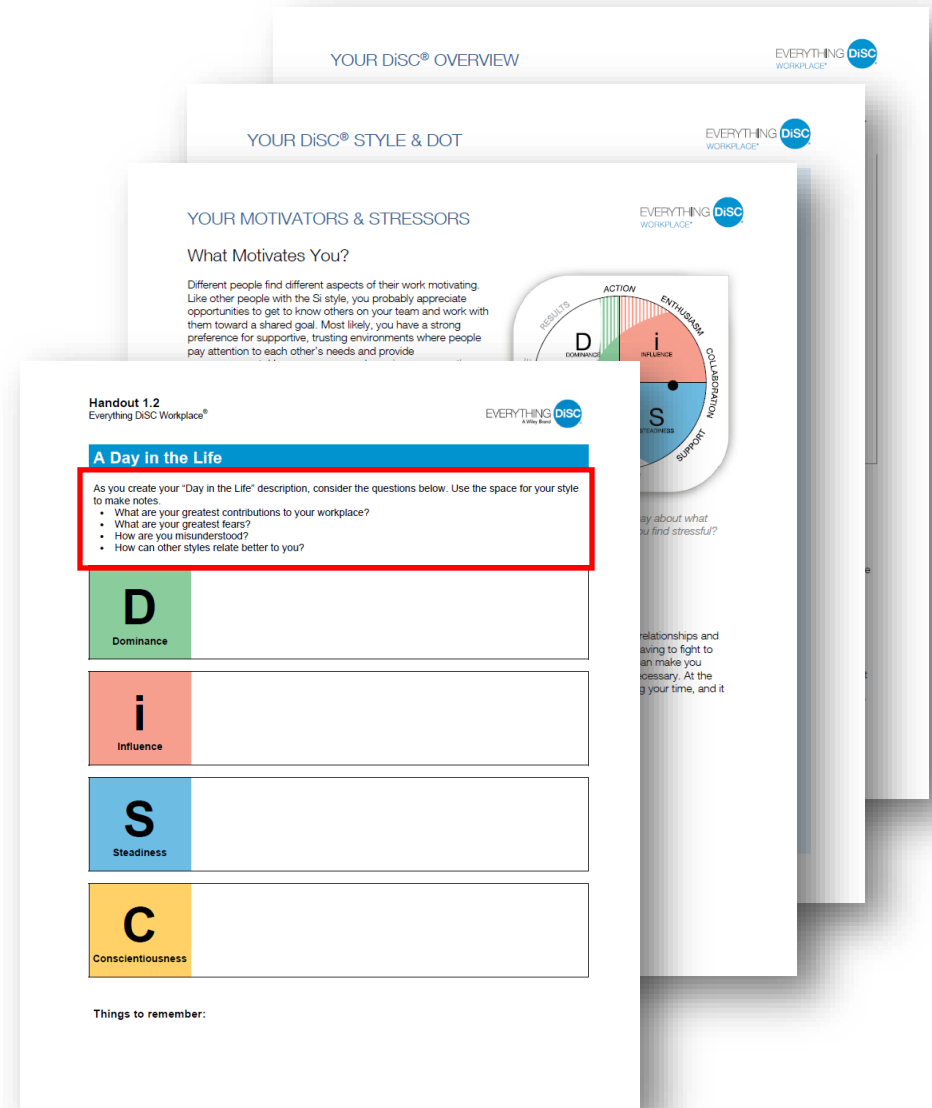 YOUR DiSC® OVERVIEW
EVERYTHING DiSC
WORKPLACE®
YOUR DiSC® STYLE & DOT
EVERYTHING DiSC
WORKPLACE®
YOUR MOTIVATORS & STRESSORS
EVERYTHING DiSC
WORKPLACE®
What Motivates You?
Different people find different aspects of their work motivating.
Like other people with the Si style, you probably appreciate
opportunities to get to know others on your team and work with
them toward a shared goal. Most likely, you have a strong
preference for supportive, trusting environments where people
pay attention to each other's needs and provide
RESULTS
ACTION
ENTHUSIASM
COLLABORATION
SUPPORT
D
DOMINANCE
i
INFLUENCE
S
STEADINESS
ay about what
u find stressful?
relationships and
aving to fight to
an make you
cessary. At the
g your time, and it
Handout 1.2
Everything DiSC Workplace®
EVERYTHING DiSC
A Wiley Brand
A Day in the Life
As you create your "Day in the Life" description, consider the questions below. Use the space for your style
to make notes.
• What are your greatest contributions to your workplace?
• What are your greatest fears?
• How are you misunderstood?
• How can other styles relate better to you?
D
Dominance
i
Influence
S
Steadiness
C
Conscientiousness
Things to remember: